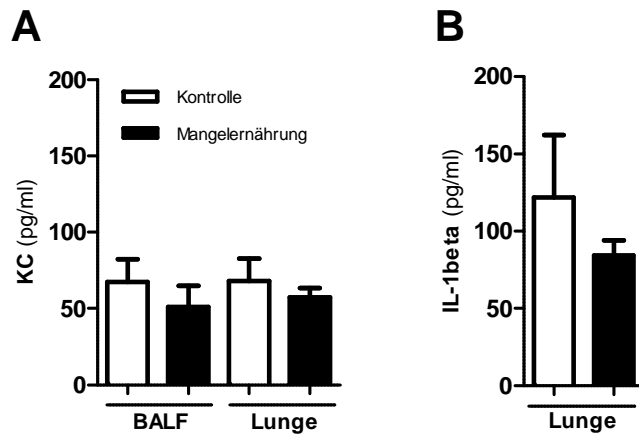 A
KC (pg/ml)
200
150
100
50
0
Kontrolle
Mangelernährung
BALF
Lunge
B
IL-1beta (pg/ml)
200
150
100
50
0
Lunge